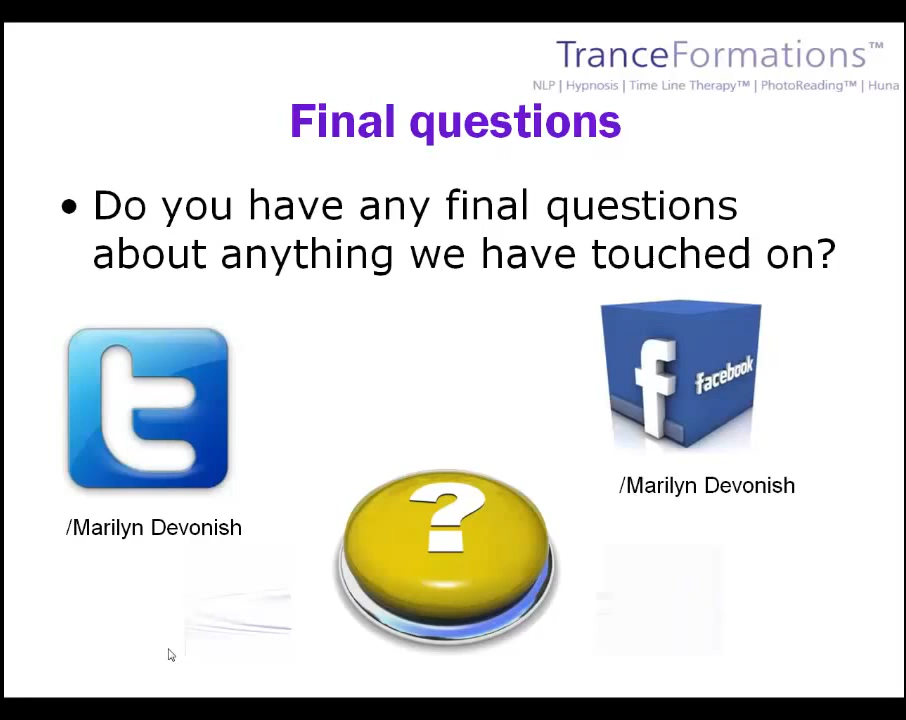 TranceFormations™
NLP | Hypnosis | Time Line Therapy™ | PhotoReading™ | Huna
Final questions
• Do you have any final questions
about anything we have touched on?
t
f facebook
/Marilyn Devonish
/Marilyn Devonish
?